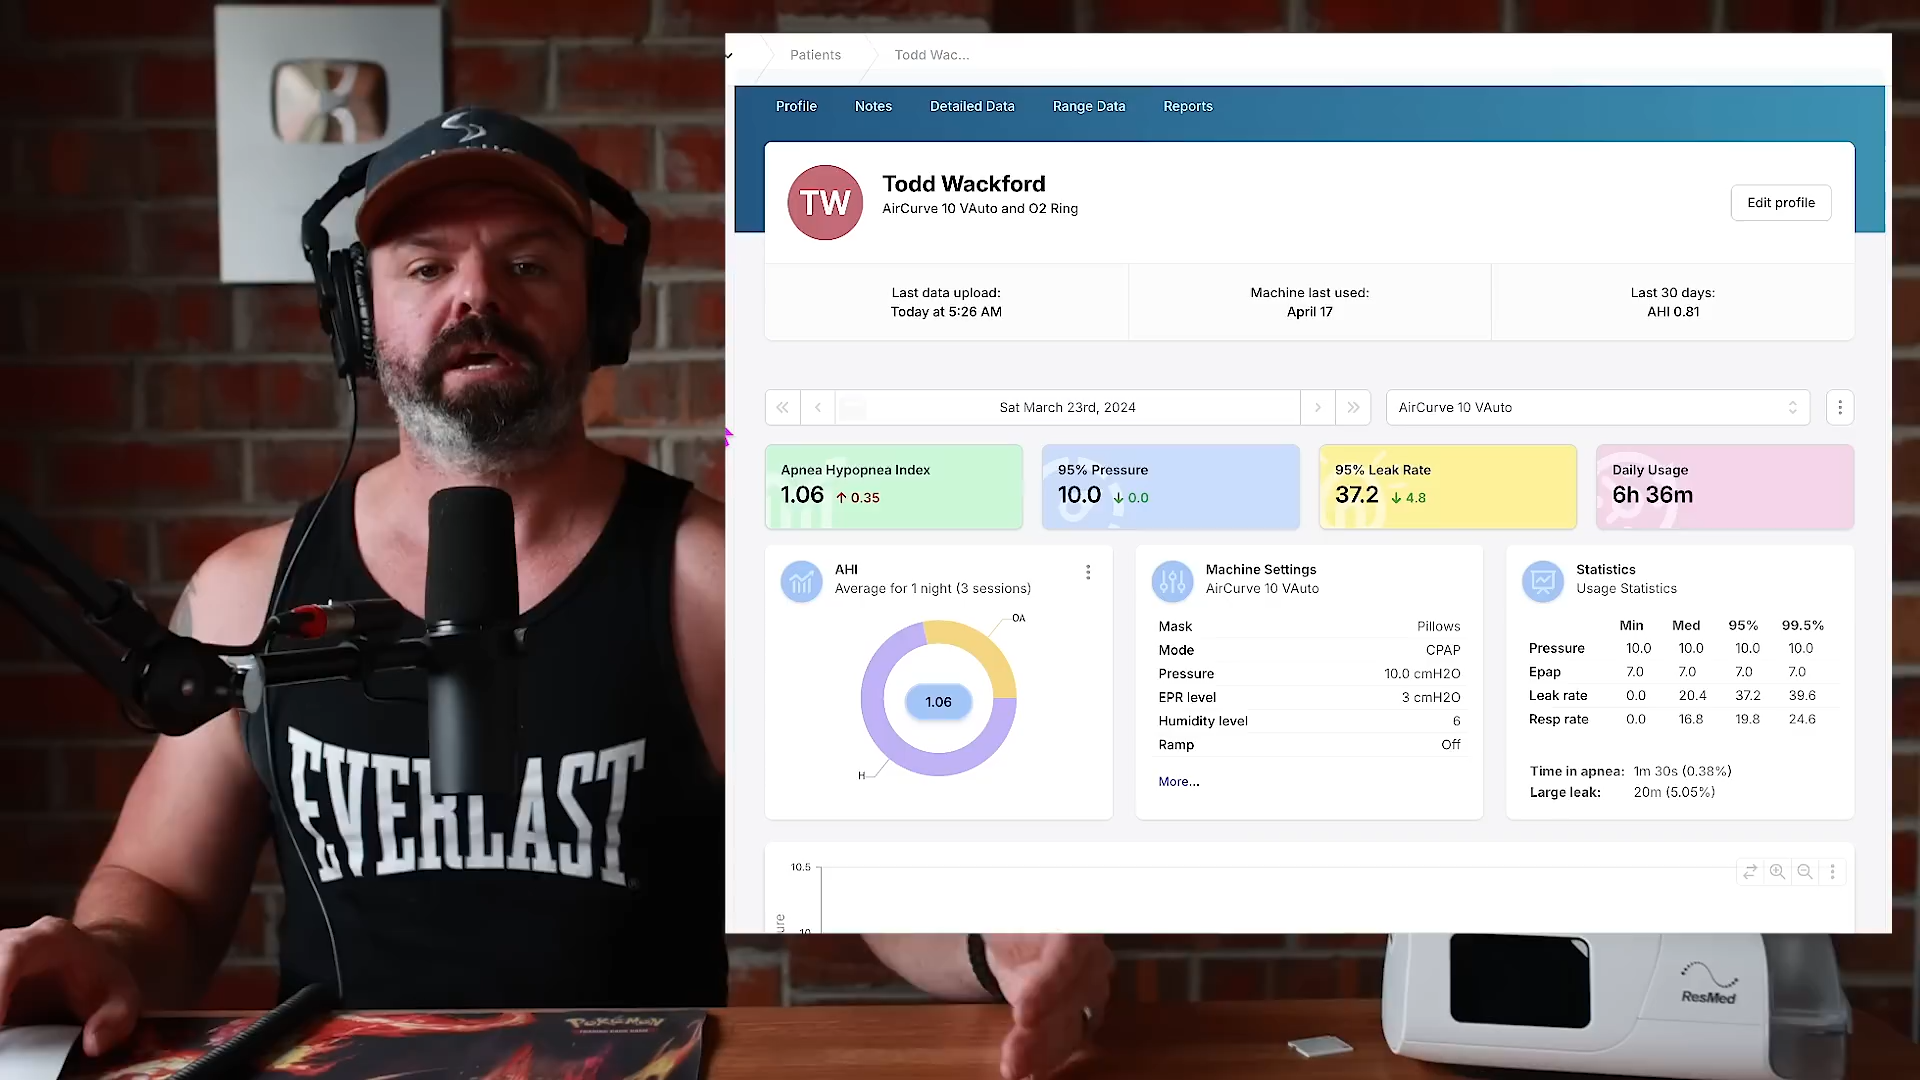 Patients
Todd Wac...
Profile
Notes
Detailed Data
Range Data
Reports
TW
Todd Wackford
AirCurve 10 VAuto and O2 Ring
Edit profile
Last data upload:
Today at 5:26 AM
Machine last used:
April 17
Last 30 days:
AHI 0.81
Sat March 23rd, 2024
AirCurve 10 VAuto
Apnea Hypopnea Index
1.06 ↑ 0.35
95% Pressure
10.0 ↓ 0.0
95% Leak Rate
37.2 ↓ 4.8
Daily Usage
6h 36m
AHI
Average for 1 night (3 sessions)
OA
1.06
H
Machine Settings
AirCurve 10 VAuto
Mask Pillows
Mode CPAP
Pressure 10.0 cmH2O
EPR level 3 cmH2O
Humidity level 6
Ramp Off
More...
Statistics
Usage Statistics
Min Med 95% 99.5%
Pressure 10.0 10.0 10.0 10.0
Epap 7.0 7.0 7.0 7.0
Leak rate 0.0 20.4 37.2 39.6
Resp rate 0.0 16.8 19.8 24.6
Time in apnea: 1m 30s (0.38%)
Large leak: 20m (5.05%)
10.5
10
EVERLAST
ResMed
POKéMON
TRADING CARD GAME